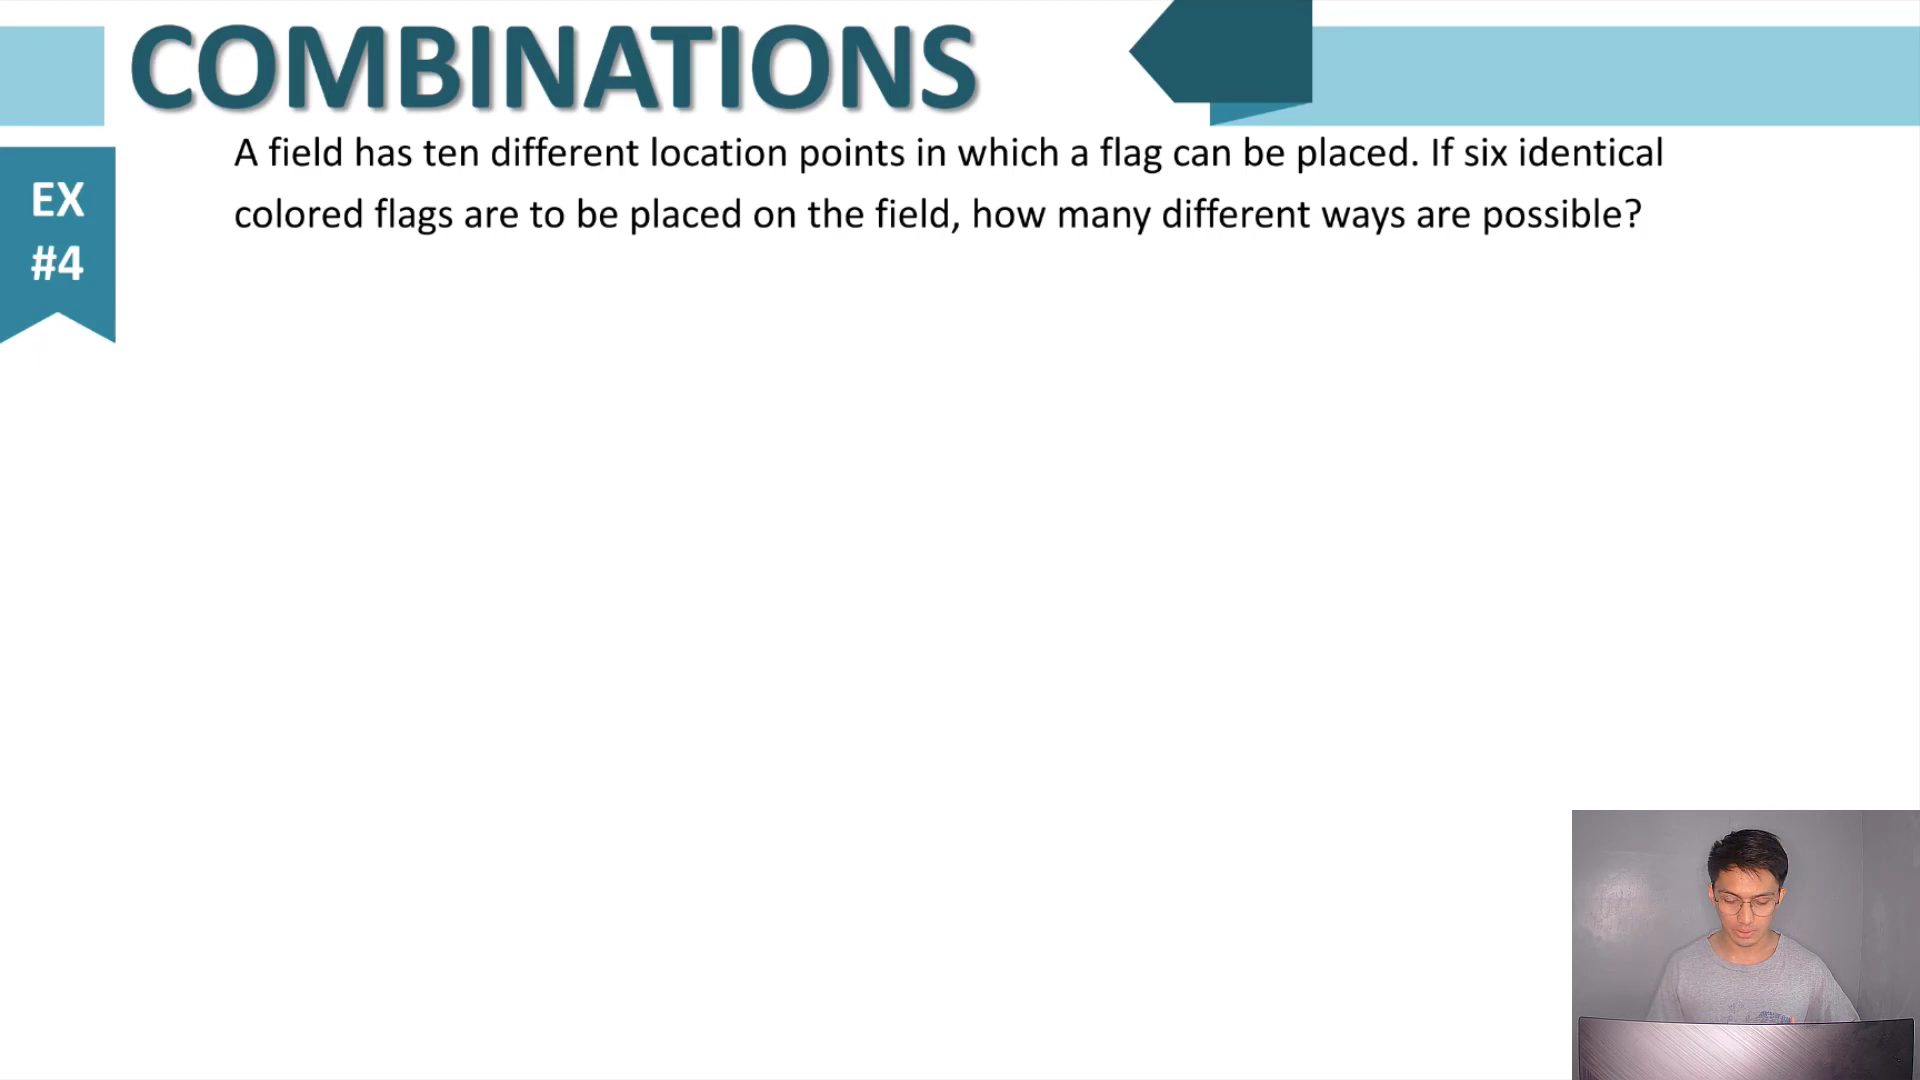 COMBINATIONS
EX
#4
A field has ten different location points in which a flag can be placed. If six identical
colored flags are to be placed on the field, how many different ways are possible?